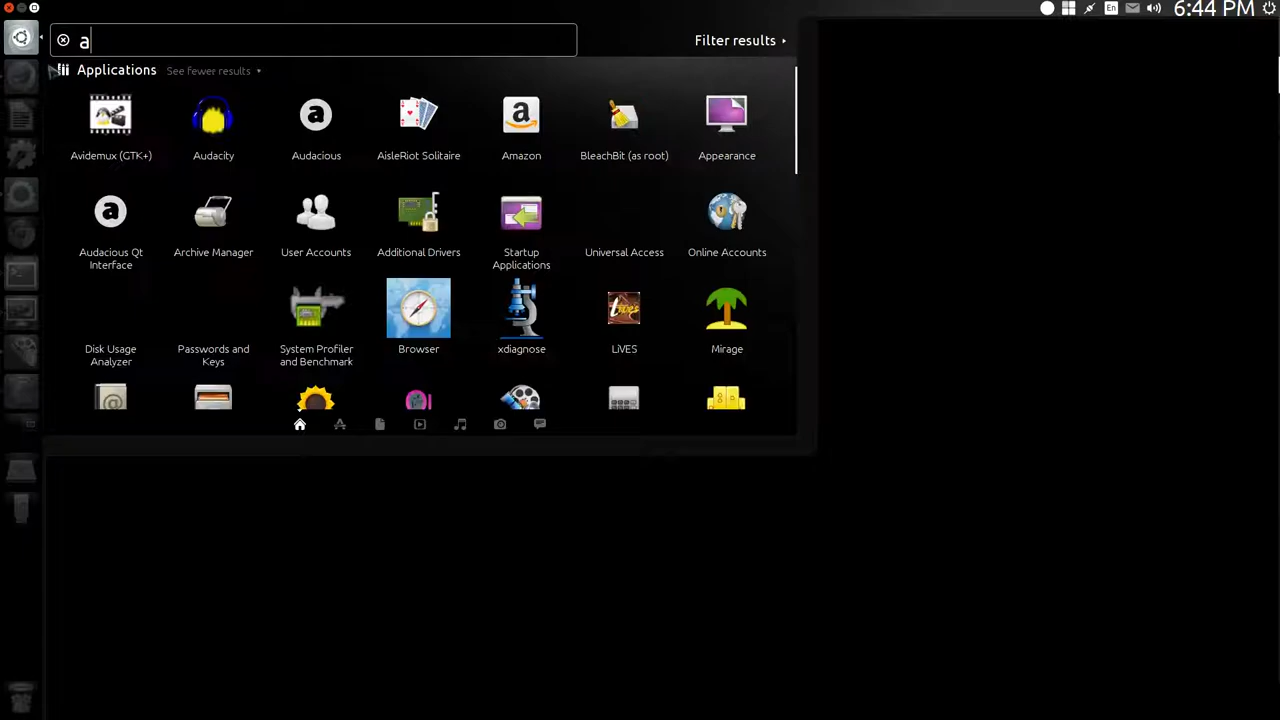 En
6:44 PM
a
Filter results
Applications
See fewer results
Avidemux (GTK+)
Audacity
Audacious
AisleRiot Solitaire
Amazon
BleachBit (as root)
Appearance
Audacious Qt
Interface
Archive Manager
User Accounts
Additional Drivers
Startup
Applications
Universal Access
Online Accounts
Disk Usage
Analyzer
Passwords and
Keys
System Profiler
and Benchmark
Browser
xdiagnose
LiVES
Mirage